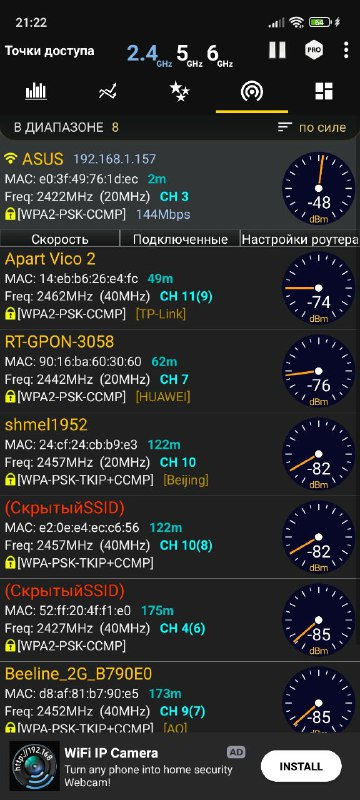 21:22
64
Точки доступа
2.4GHz 5GHz 6GHz
PRO
В ДИАПАЗОНЕ 8
по силе
ASUS 192.168.1.157
MAC: e0:3f:49:76:1d:ec 2m
Freq: 2422MHz (20MHz) CH 3
[WPA2-PSK-CCMP] 144Mbps
-48
dBm
Скорость
Подключенные
Настройки роутера
Apart Vico 2
MAC: 14:eb:b6:26:e4:fc 49m
Freq: 2462MHz (40MHz) CH 11(9)
[WPA2-PSK-CCMP] [TP-Link]
-74
dBm
RT-GPON-3058
MAC: 90:16:ba:60:30:60 62m
Freq: 2442MHz (20MHz) CH 7
[WPA2-PSK-CCMP] [HUAWEI]
-76
dBm
shmel1952
MAC: 24:cf:24:cb:b9:e3 122m
Freq: 2457MHz (20MHz) CH 10
[WPA-PSK-TKIP+CCMP] [Beijing]
-82
dBm
(СкрытыйSSID)
MAC: e2:0e:e4:ec:c6:56 122m
Freq: 2457MHz (40MHz) CH 10(8)
[WPA-PSK-TKIP+CCMP]
-82
dBm
(СкрытыйSSID)
MAC: 52:ff:20:4f:f1:e0 175m
Freq: 2427MHz (40MHz) CH 4(6)
[WPA2-PSK-CCMP]
-85
dBm
Beeline_2G_B790E0
MAC: d8:af:81:b7:90:e5 173m
Freq: 2452MHz (40MHz) CH 9(7)
[WPA-PSK-TKIP+CCMP] [AO]
-85
dBm
http://192.168
WiFi IP Camera
AD
Turn any phone into home security
Webcam!
INSTALL